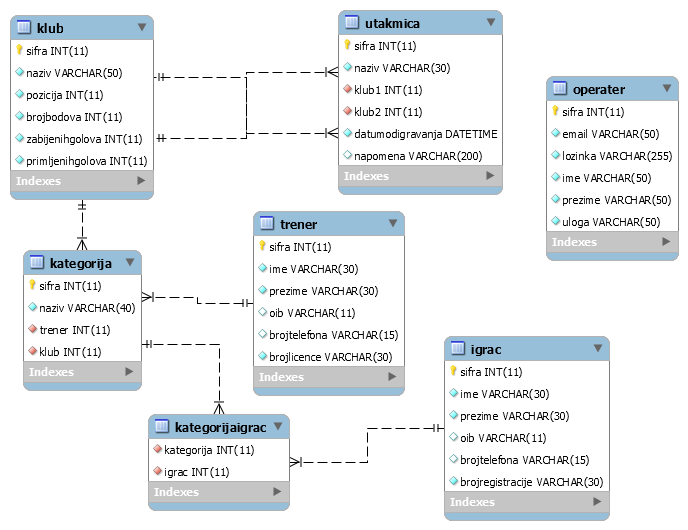 klub
sifra INT(11)
naziv VARCHAR(50)
pozicija INT(11)
brojbodova INT(11)
zabijenihgolova INT(11)
primljenihgolova INT(11)
Indexes
utakmica
sifra INT(11)
naziv VARCHAR(30)
klub1 INT(11)
klub2 INT(11)
datumodigravanja DATETIME
napomena VARCHAR(200)
Indexes
operater
sifra INT(11)
email VARCHAR(50)
lozinka VARCHAR(255)
ime VARCHAR(50)
prezime VARCHAR(50)
uloga VARCHAR(50)
Indexes
kategorija
sifra INT(11)
naziv VARCHAR(40)
trener INT(11)
klub INT(11)
Indexes
trener
sifra INT(11)
ime VARCHAR(30)
prezime VARCHAR(30)
oib VARCHAR(11)
brojtelefona VARCHAR(15)
brojlicence VARCHAR(30)
Indexes
kategorijaigrac
kategorija INT(11)
igrac INT(11)
Indexes
igrac
sifra INT(11)
ime VARCHAR(30)
prezime VARCHAR(30)
oib VARCHAR(11)
brojtelefona VARCHAR(15)
brojregistracije VARCHAR(30)
Indexes